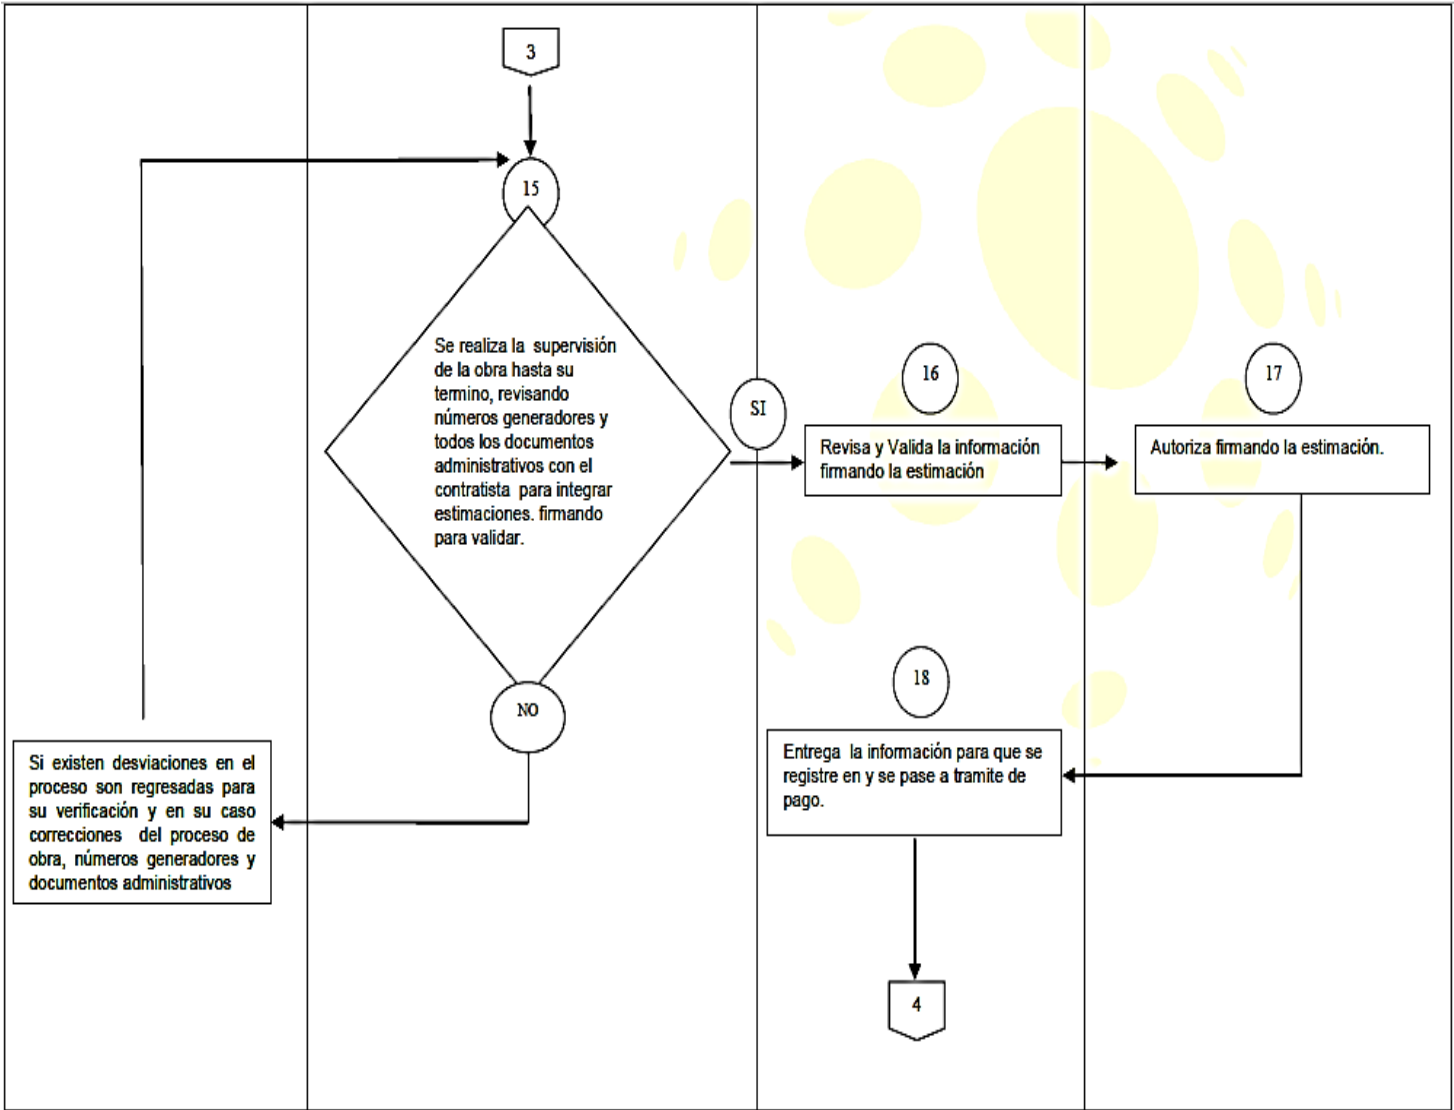 3
15
Se realiza la supervisión
de la obra hasta su
termino, revisando
números generadores y
todos los documentos
administrativos con el
contratista para integrar
estimaciones. firmando
para validar.
SI
16
Revisa y Valida la información
firmando la estimación
17
Autoriza firmando la estimación.
NO
18
Entrega la información para que se
registre en y se pase a tramite de
pago.
Si existen desviaciones en el
proceso son regresadas para
su verificación y en su caso
correcciones del proceso de
obra, números generadores y
documentos administrativos
4